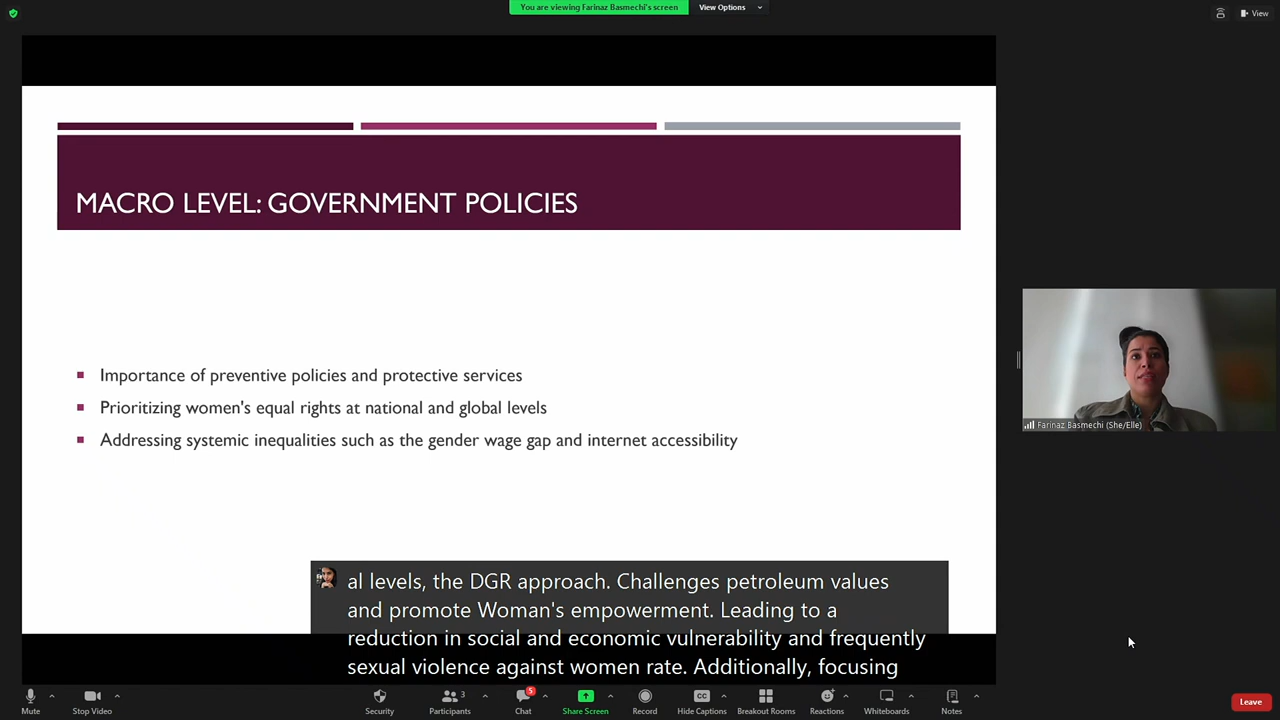 You are viewing Farinaz Basmechi's screen
View Options
View
MACRO LEVEL: GOVERNMENT POLICIES
Importance of preventive policies and protective services
Prioritizing women's equal rights at national and global levels
Addressing systemic inequalities such as the gender wage gap and internet accessibility
Farinaz Basmechi (She/Elle)
al levels, the DGR approach. Challenges petroleum values
and promote Woman's empowerment. Leading to a
reduction in social and economic vulnerability and frequently
sexual violence against women rate. Additionally, focusing
Mute
Stop Video
Security
Participants
3
Chat
5
Share Screen
Record
CC
Hide Captions
Breakout Rooms
Reactions
Whiteboards
Notes
Leave